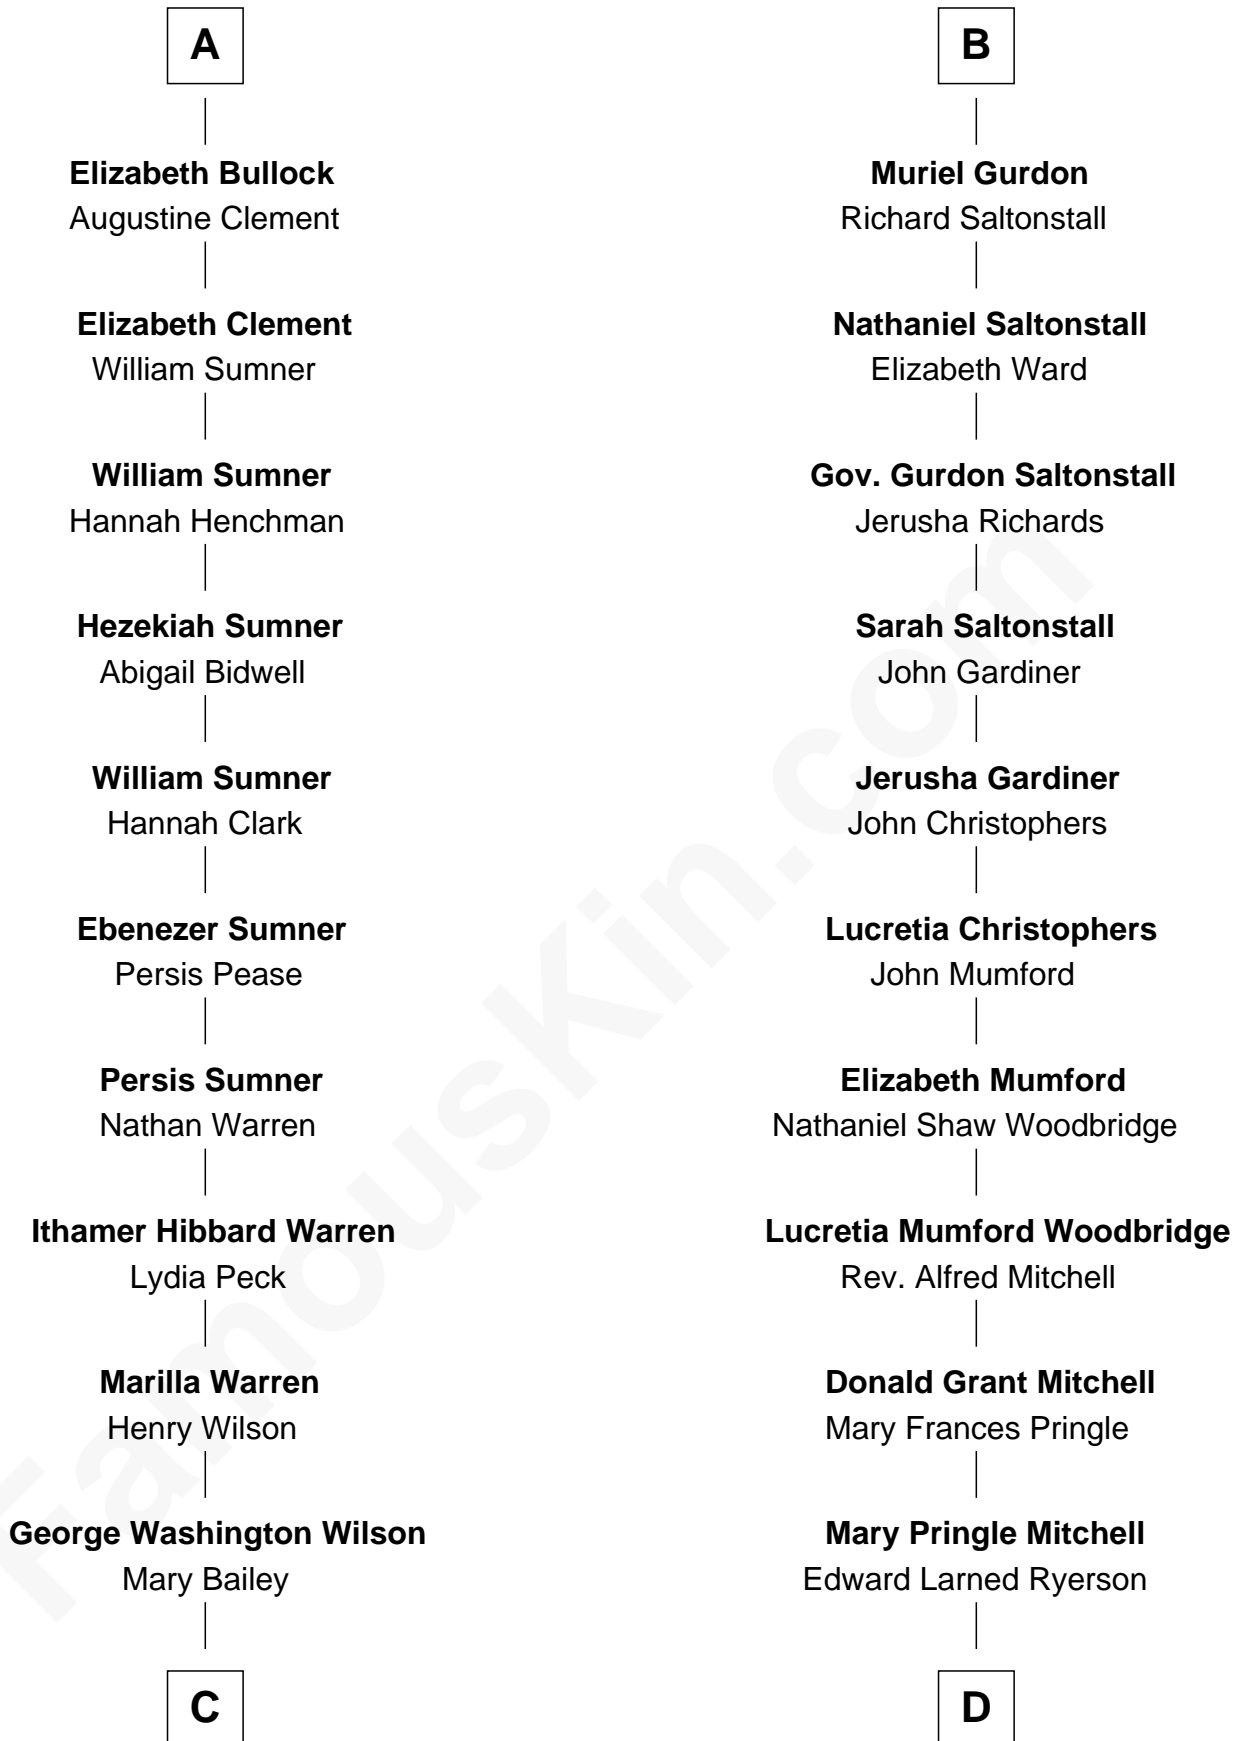 A
Elizabeth Bullock
Augustine Clement
Elizabeth Clement
William Sumner
William Sumner
Hannah Henchman
Hezekiah Sumner
Abigail Bidwell
William Sumner
Hannah Clark
Ebenezer Sumner
Persis Pease
Persis Sumner
Nathan Warren
Ithamer Hibbard Warren
Lydia Peck
Marilla Warren
Henry Wilson
George Washington Wilson
Mary Bailey
C
B
Muriel Gurdon
Richard Saltonstall
Nathaniel Saltonstall
Elizabeth Ward
Gov. Gurdon Saltonstall
Jerusha Richards
Sarah Saltonstall
John Gardiner
Jerusha Gardiner
John Christophers
Lucretia Christophers
John Mumford
Elizabeth Mumford
Nathaniel Shaw Woodbridge
Lucretia Mumford Woodbridge
Rev. Alfred Mitchell
Donald Grant Mitchell
Mary Frances Pringle
Mary Pringle Mitchell
Edward Larned Ryerson
D
FamousKin.com